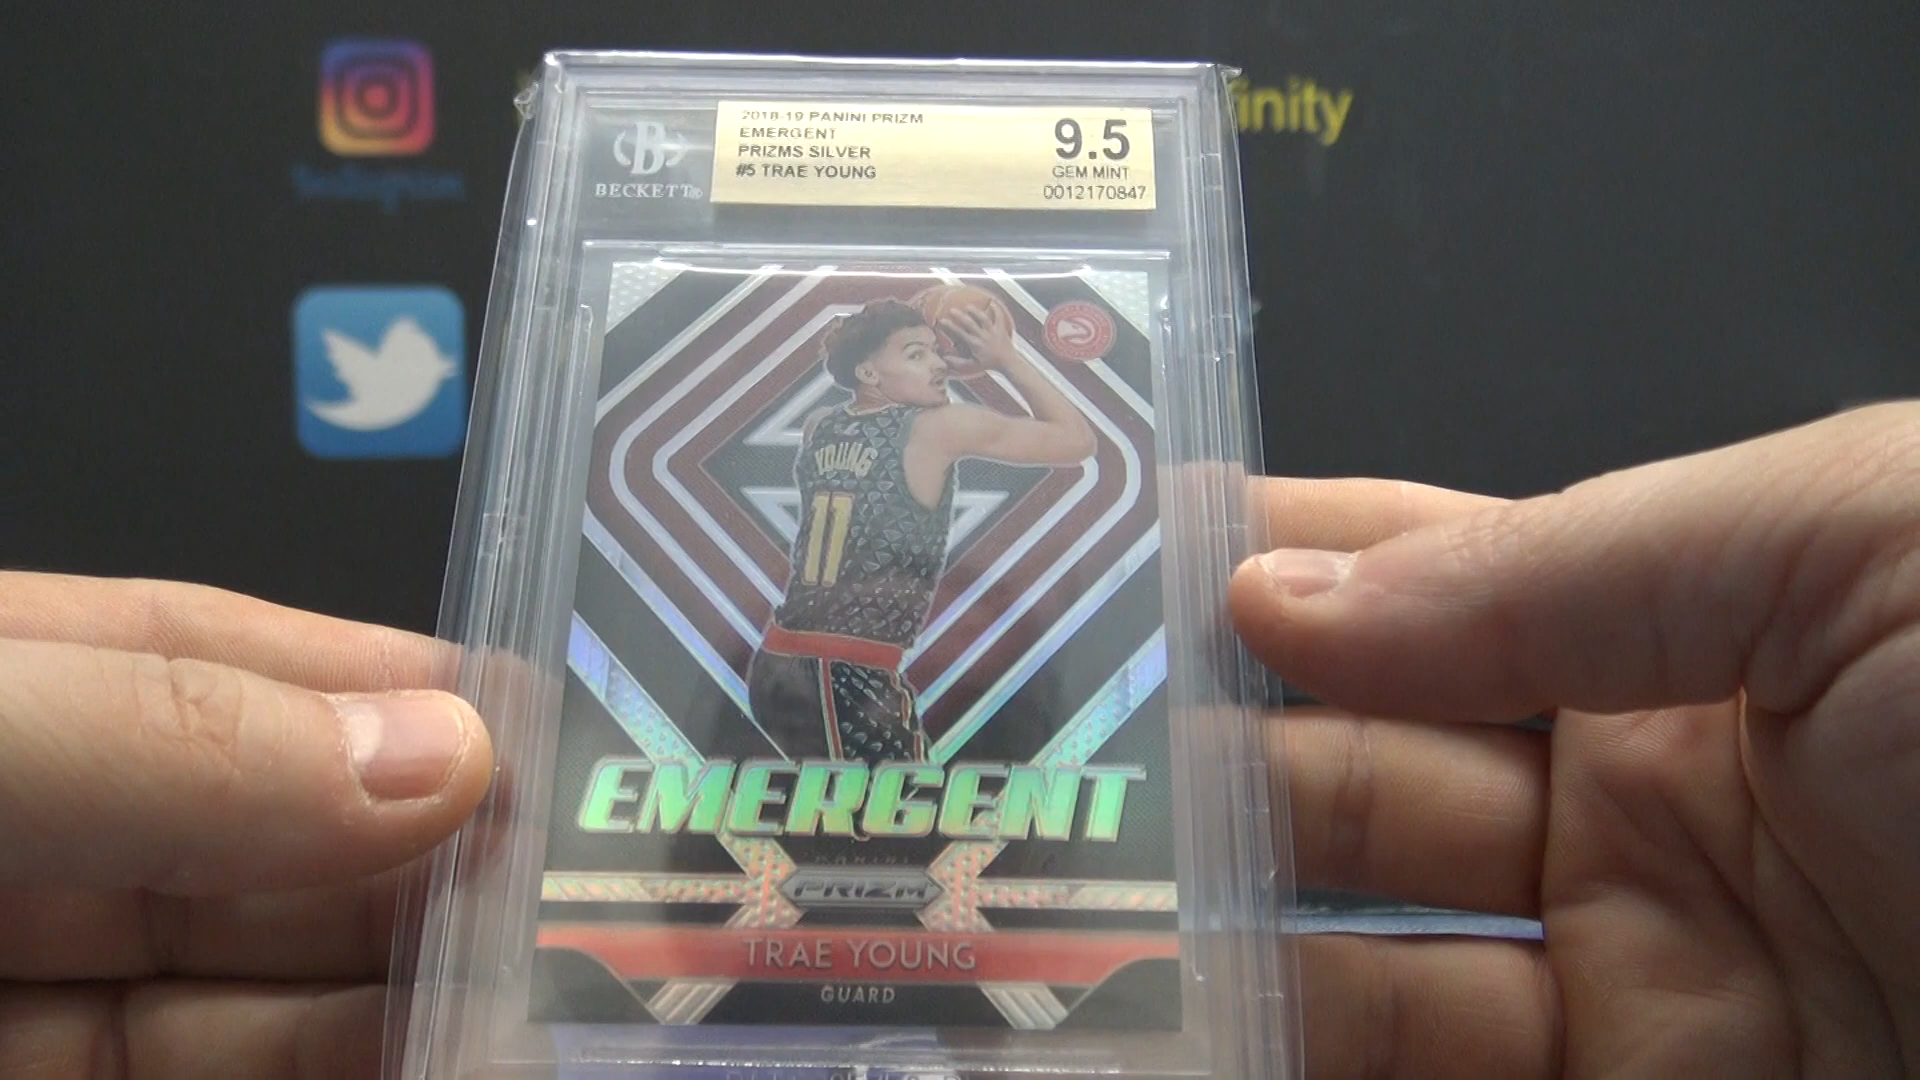 finity
B
BECKETT®
2018-19 PANINI PRIZM
EMERGENT
PRIZMS SILVER
#5 TRAE YOUNG
9.5
GEM MINT
0012170847
YOUNG
11
EMERGENT
PANINI
PRIZM
TRAE YOUNG
GUARD